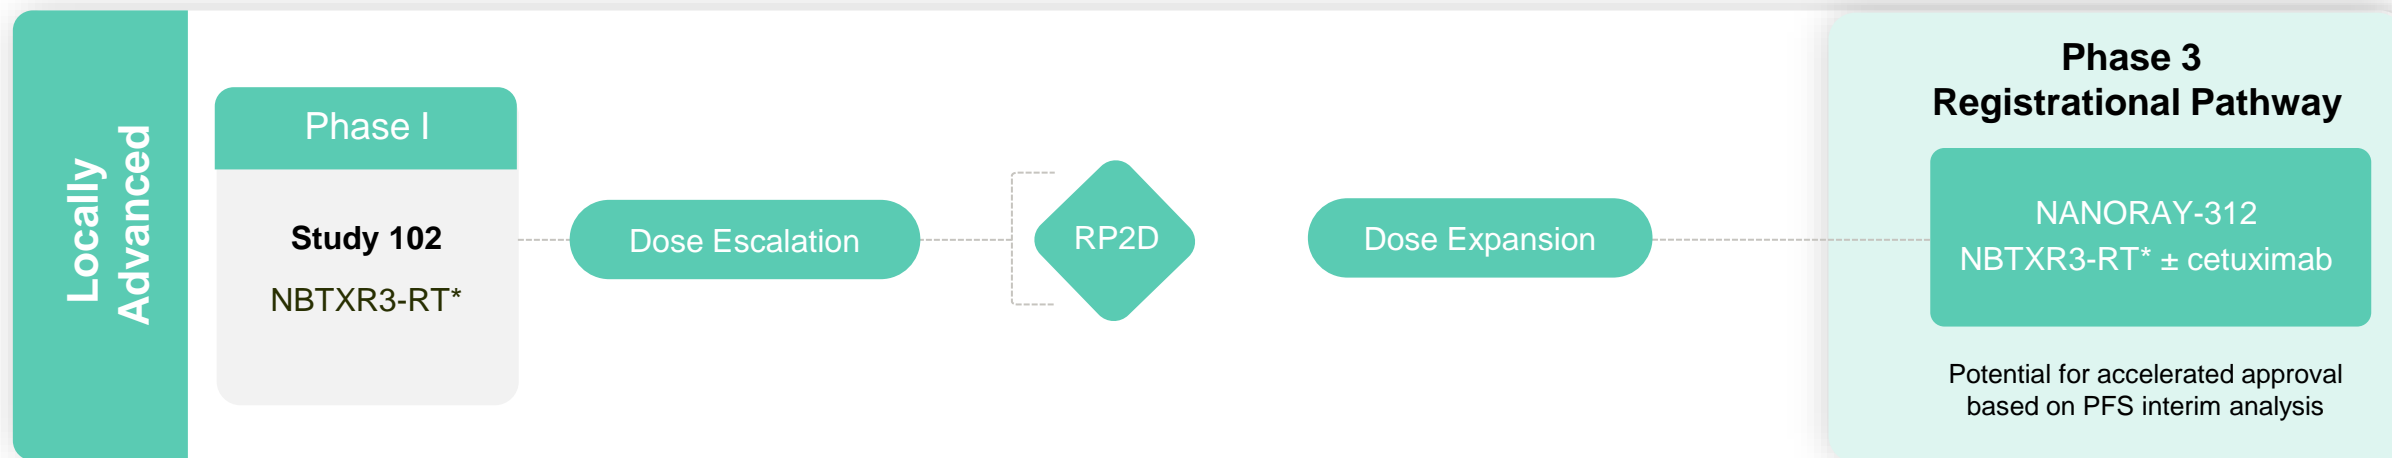 Locally
Advanced
Phase I
Study 102
NBTXR3-RT*
Dose Escalation
RP2D
Dose Expansion
Phase 3
Registrational Pathway
NANORAY-312
NBTXR3-RT* ± cetuximab
Potential for accelerated approval
based on PFS interim analysis